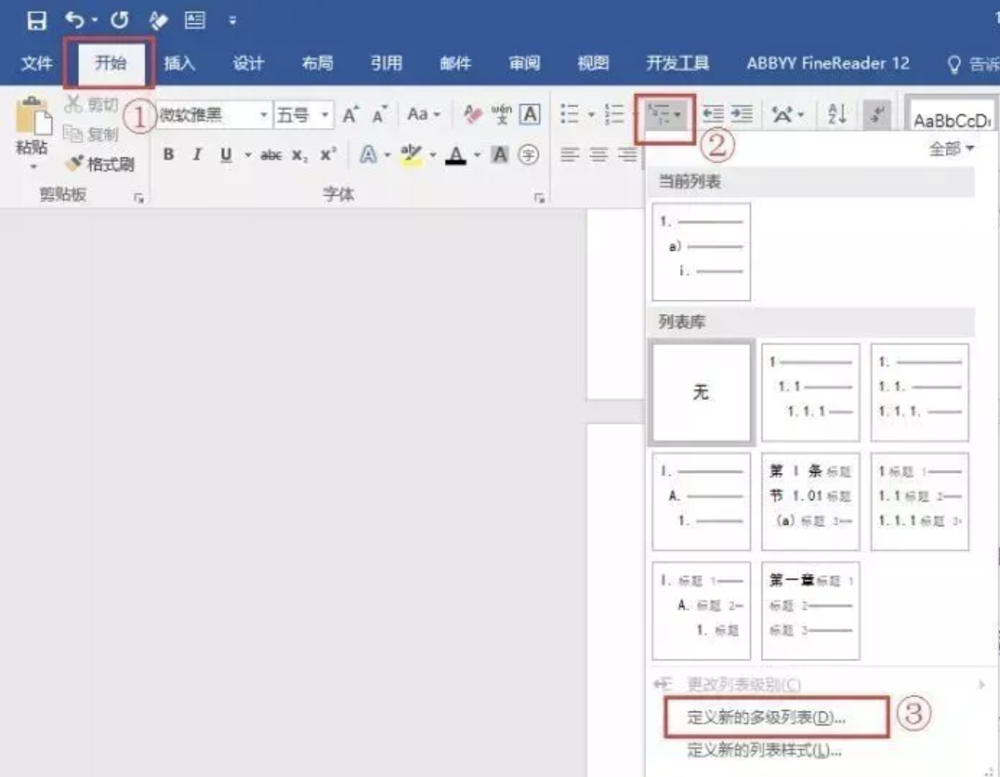 文件 开始 插入 设计 布局 引用 邮件 审阅 视图 开发工具 ABBYY FineReader 12 告诉
①
②
剪切
复制
粘贴
格式刷
剪贴板
微软雅黑 五号 A A Aa wén 文 A
B I U abc X₂ X² A aby A A 字
字体
A Z
AaBbCcD
全部
当前列表
1.
a)
i.
列表库
无
1
1.1
1.1.1
1.
1.1.
1.1.1.
I.
A.
1.
第 I 条 标题
节 1.01 标题
(a) 标题 3
1 标题 1
1.1 标题 2
1.1.1 标题 3
I. 标题 1
A. 标题 2
1. 标题
第一章 标题 1
标题 2
标题 3
更改列表级别(C)
定义新的多级列表(D)...
③
定义新的列表样式(L)...